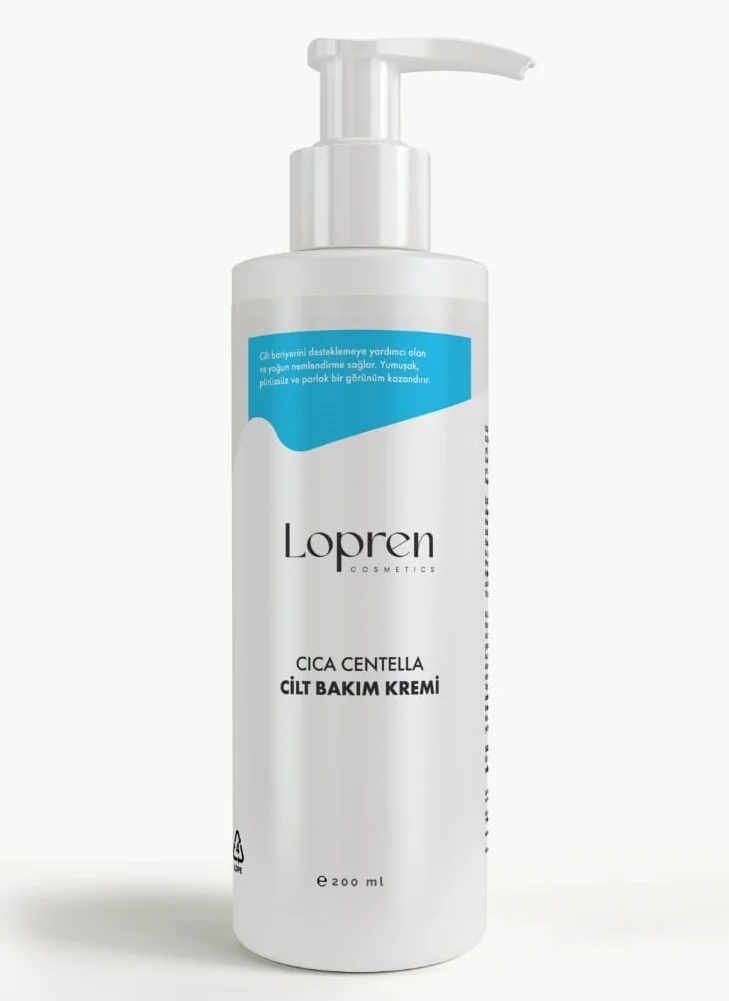 Cilt bariyerini desteklemeye yardımcı olan
ve yoğun nemlendirme sağlar. Yumuşak,
pürüzsüz ve parlak bir görünüm kazandırır.
Lopren
COSMETICS
CICA CENTELLA
CİLT BAKIM KREMİ
e 200 ml